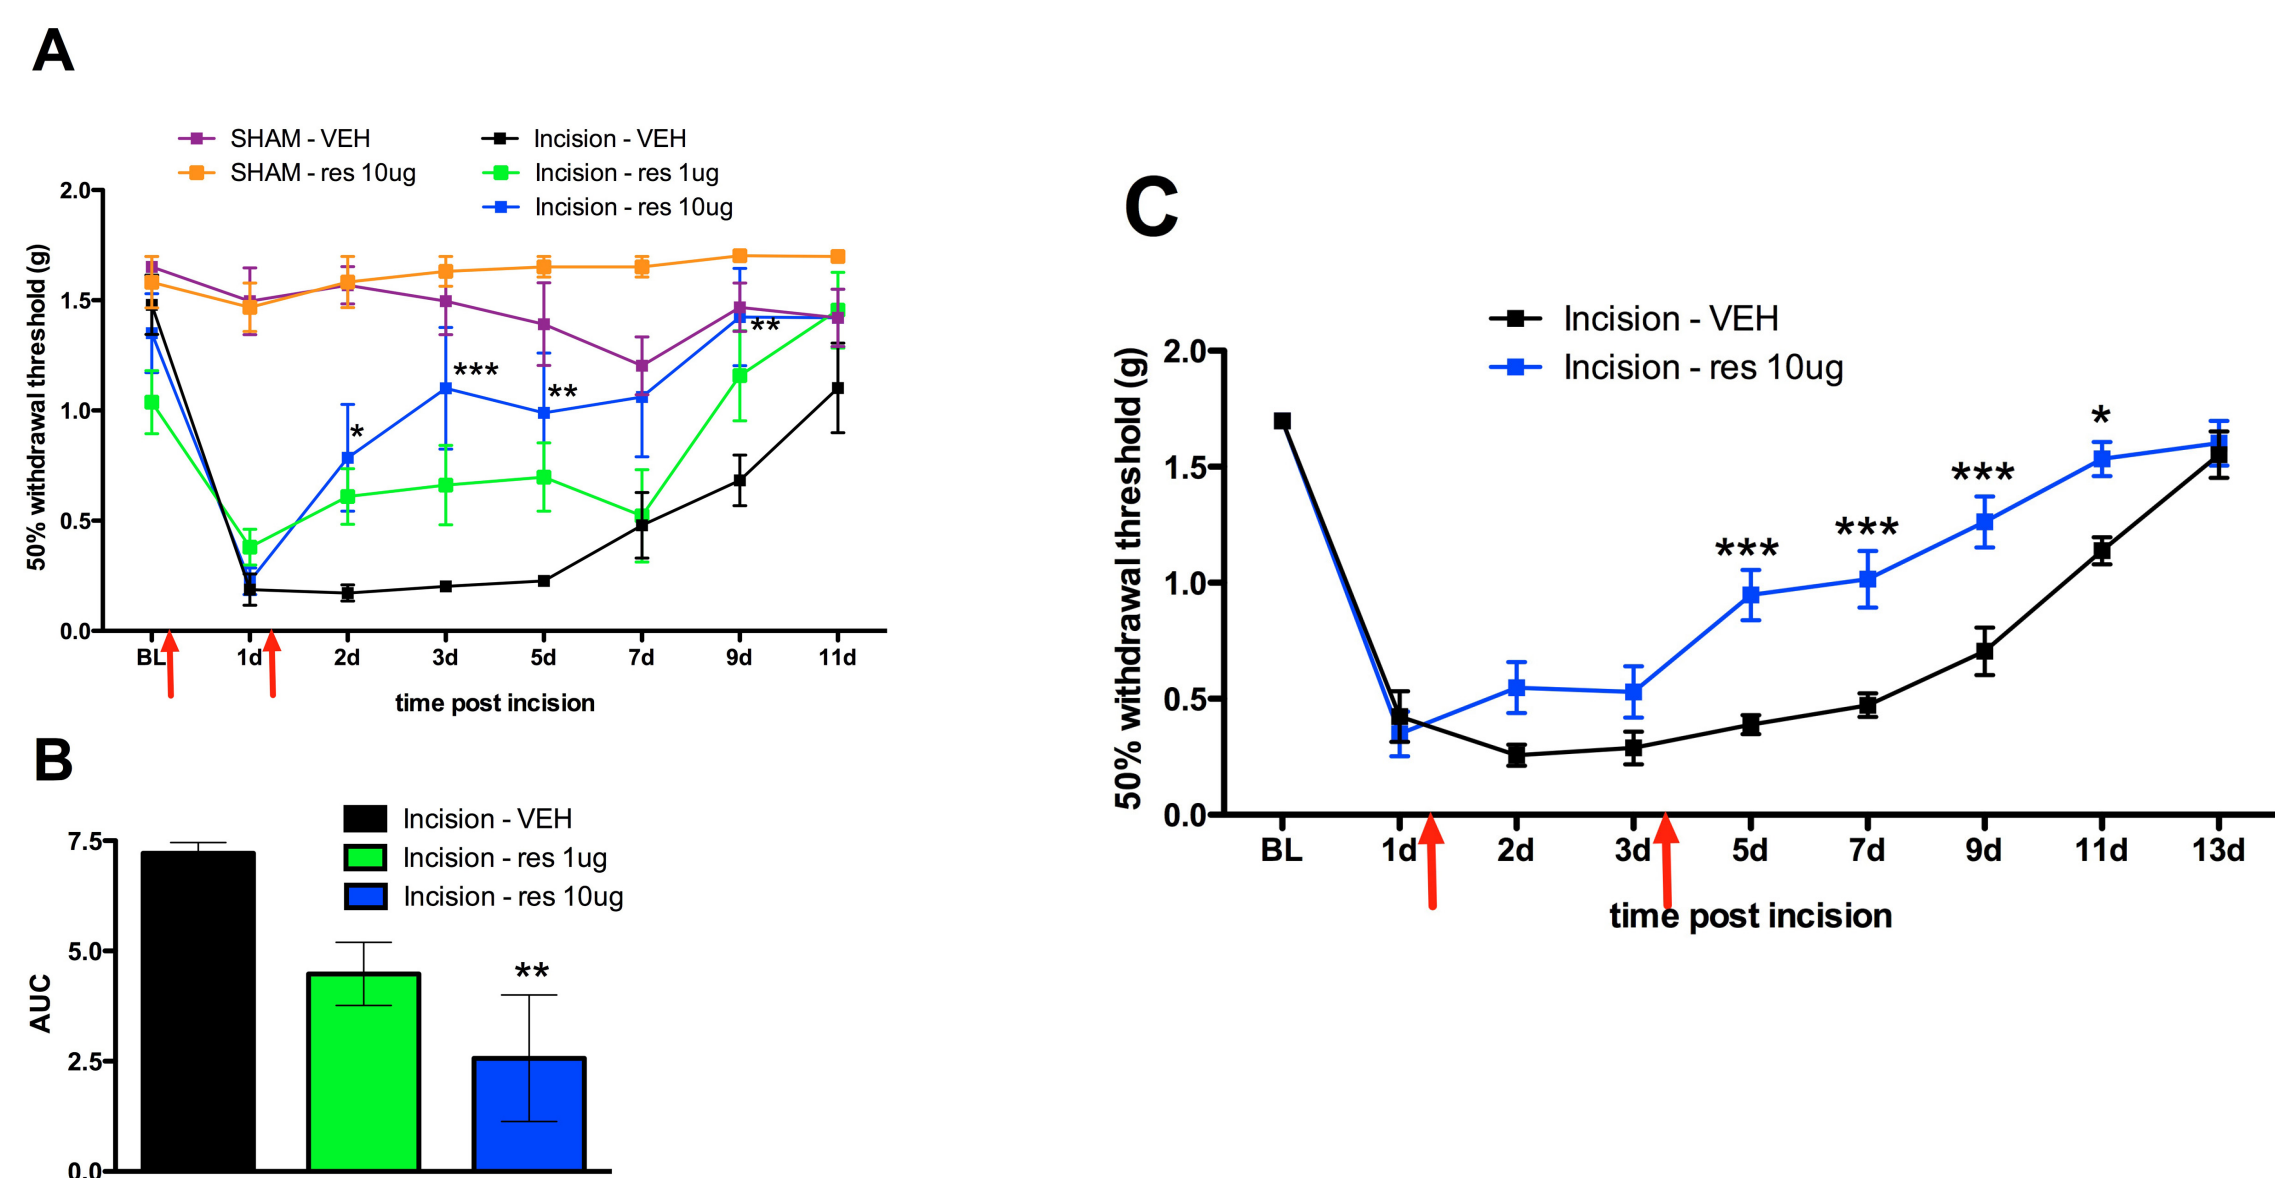 A
SHAM - VEH
SHAM - res 10ug
Incision - VEH
Incision - res 1ug
Incision - res 10ug
50% withdrawal threshold (g)
2.0
1.5
1.0
0.5
0.0
*
***
**
**
BL 1d 2d 3d 5d 7d 9d 11d
time post incision
B
Incision - VEH
Incision - res 1ug
Incision - res 10ug
AUC
7.5
5.0
2.5
0.0
**
C
Incision - VEH
Incision - res 10ug
50% withdrawal threshold (g)
2.0
1.5
1.0
0.5
0.0
***
***
***
*
BL 1d 2d 3d 5d 7d 9d 11d 13d
time post incision